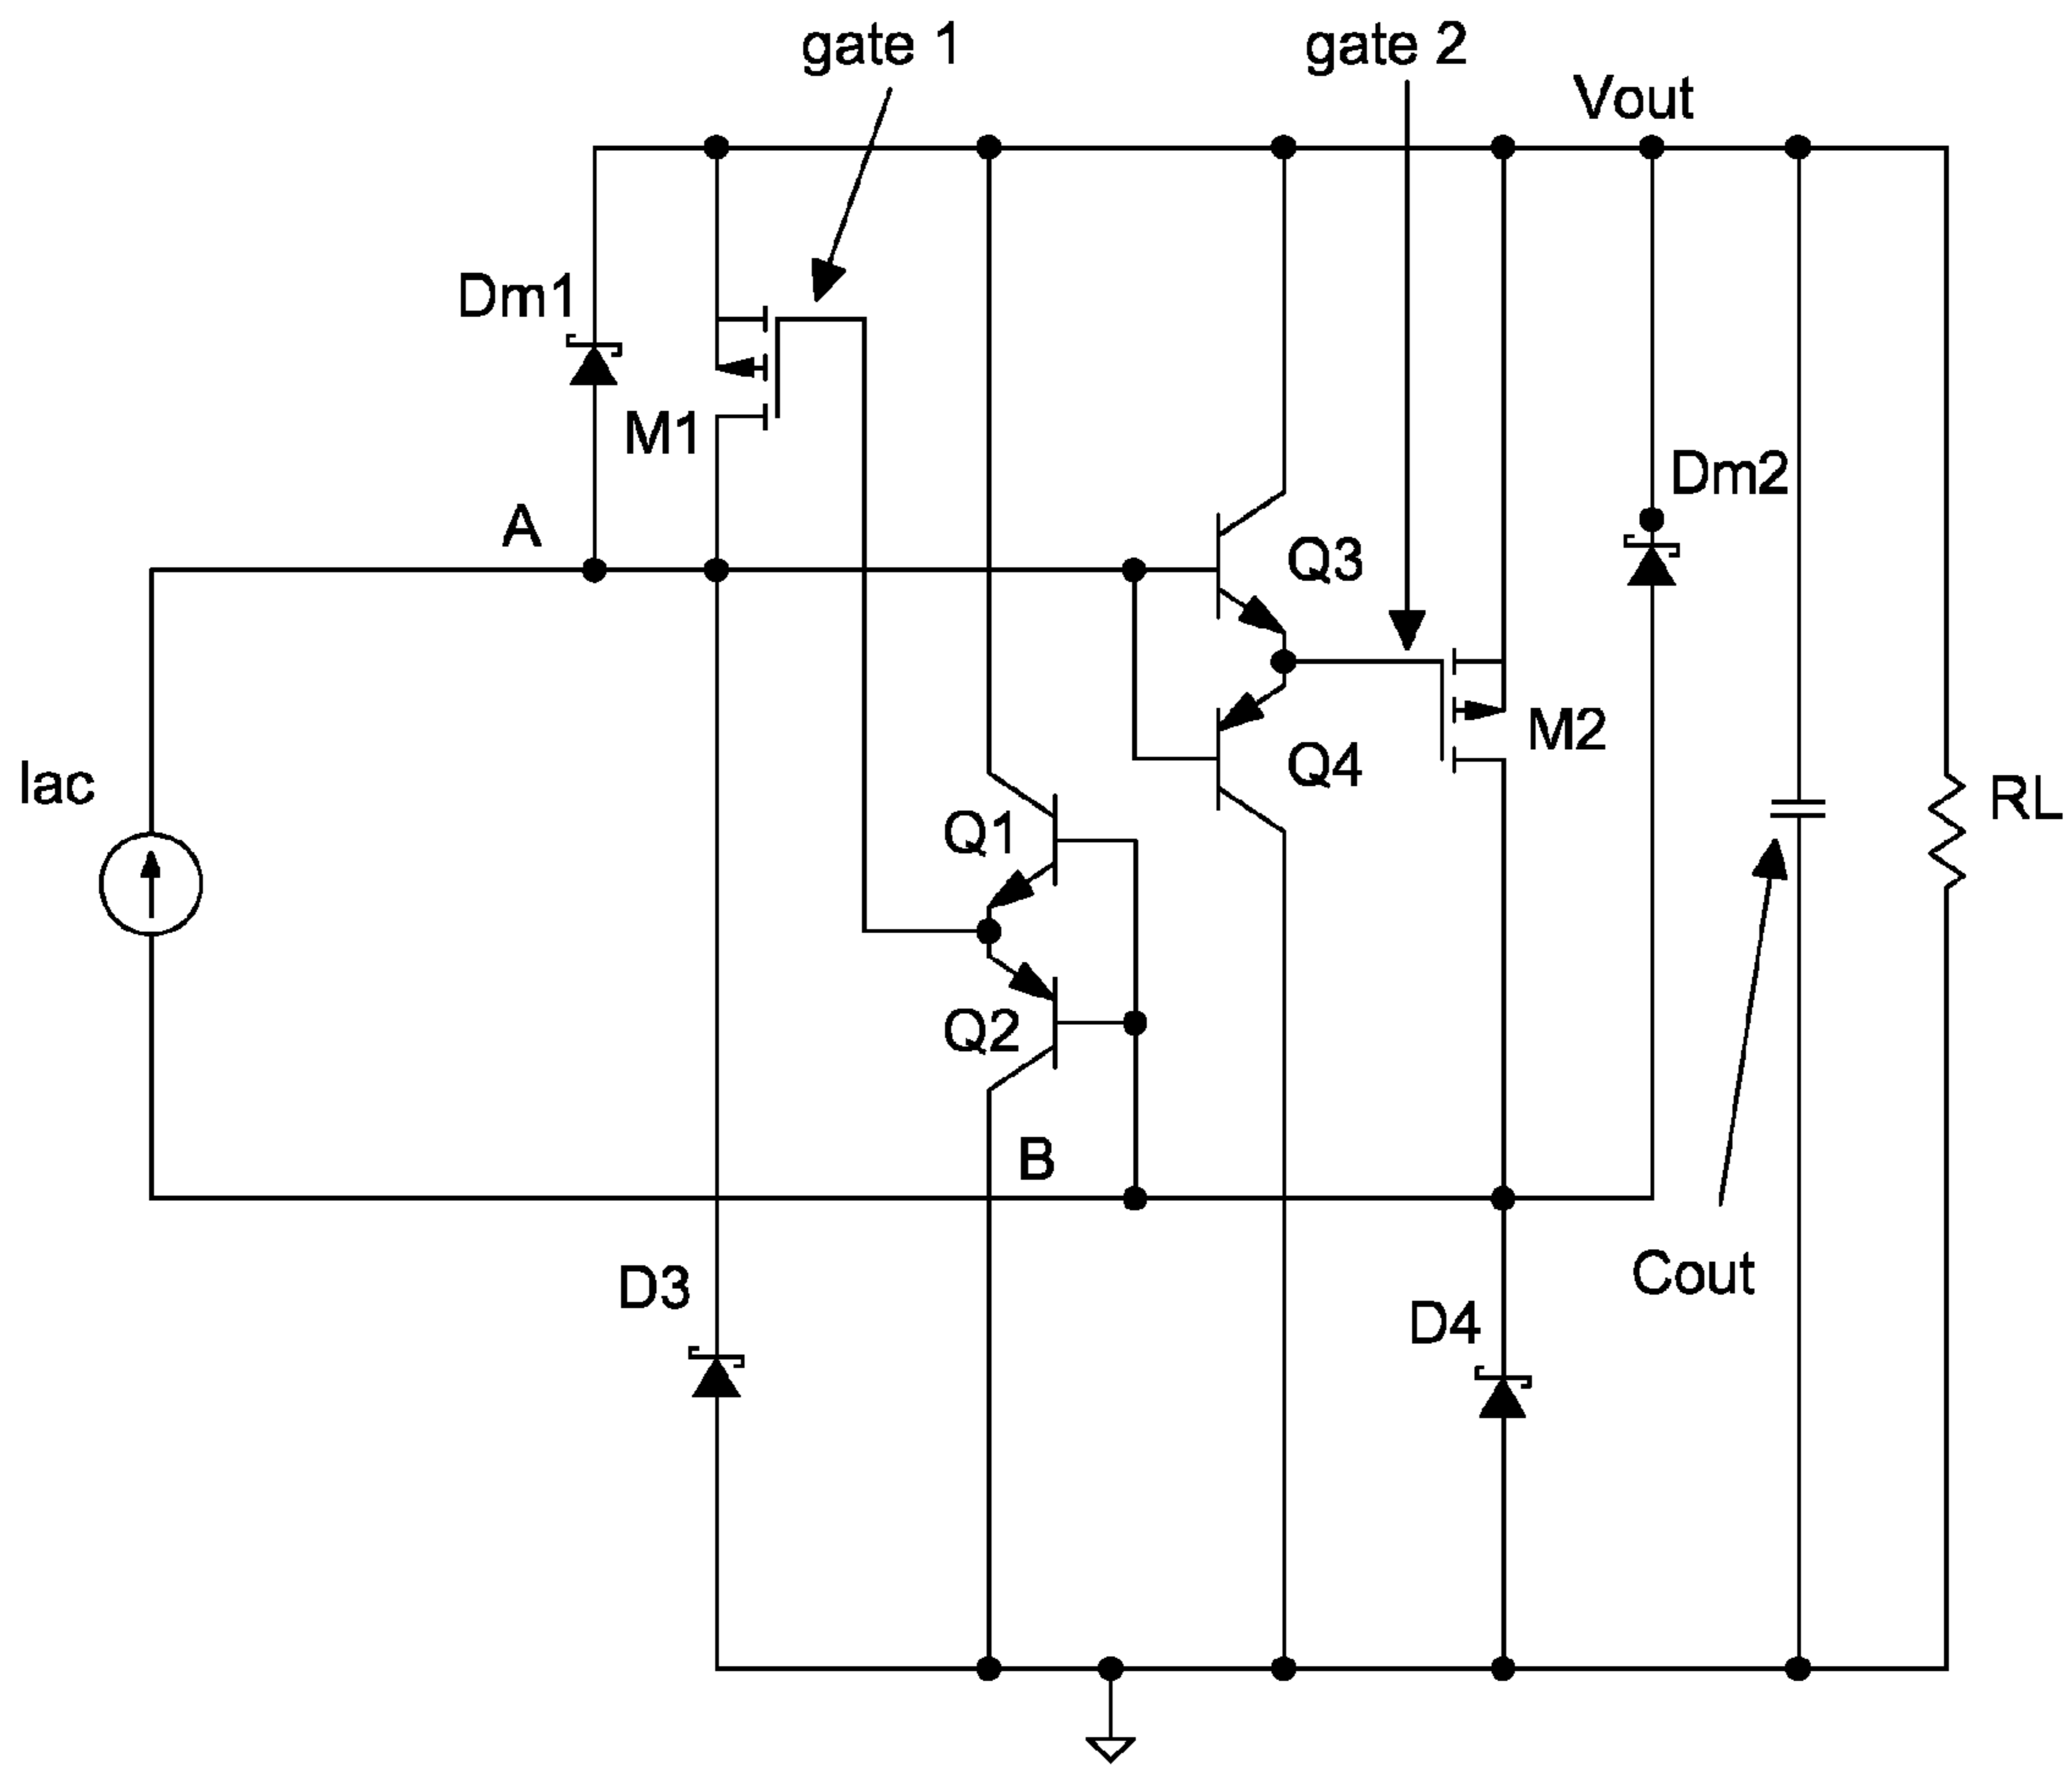 gate 1
gate 2
Vout
Dm1
M1
A
Dm2
Q3
M2
Q4
Iac
Q1
RL
Q2
B
D3
Cout
D4